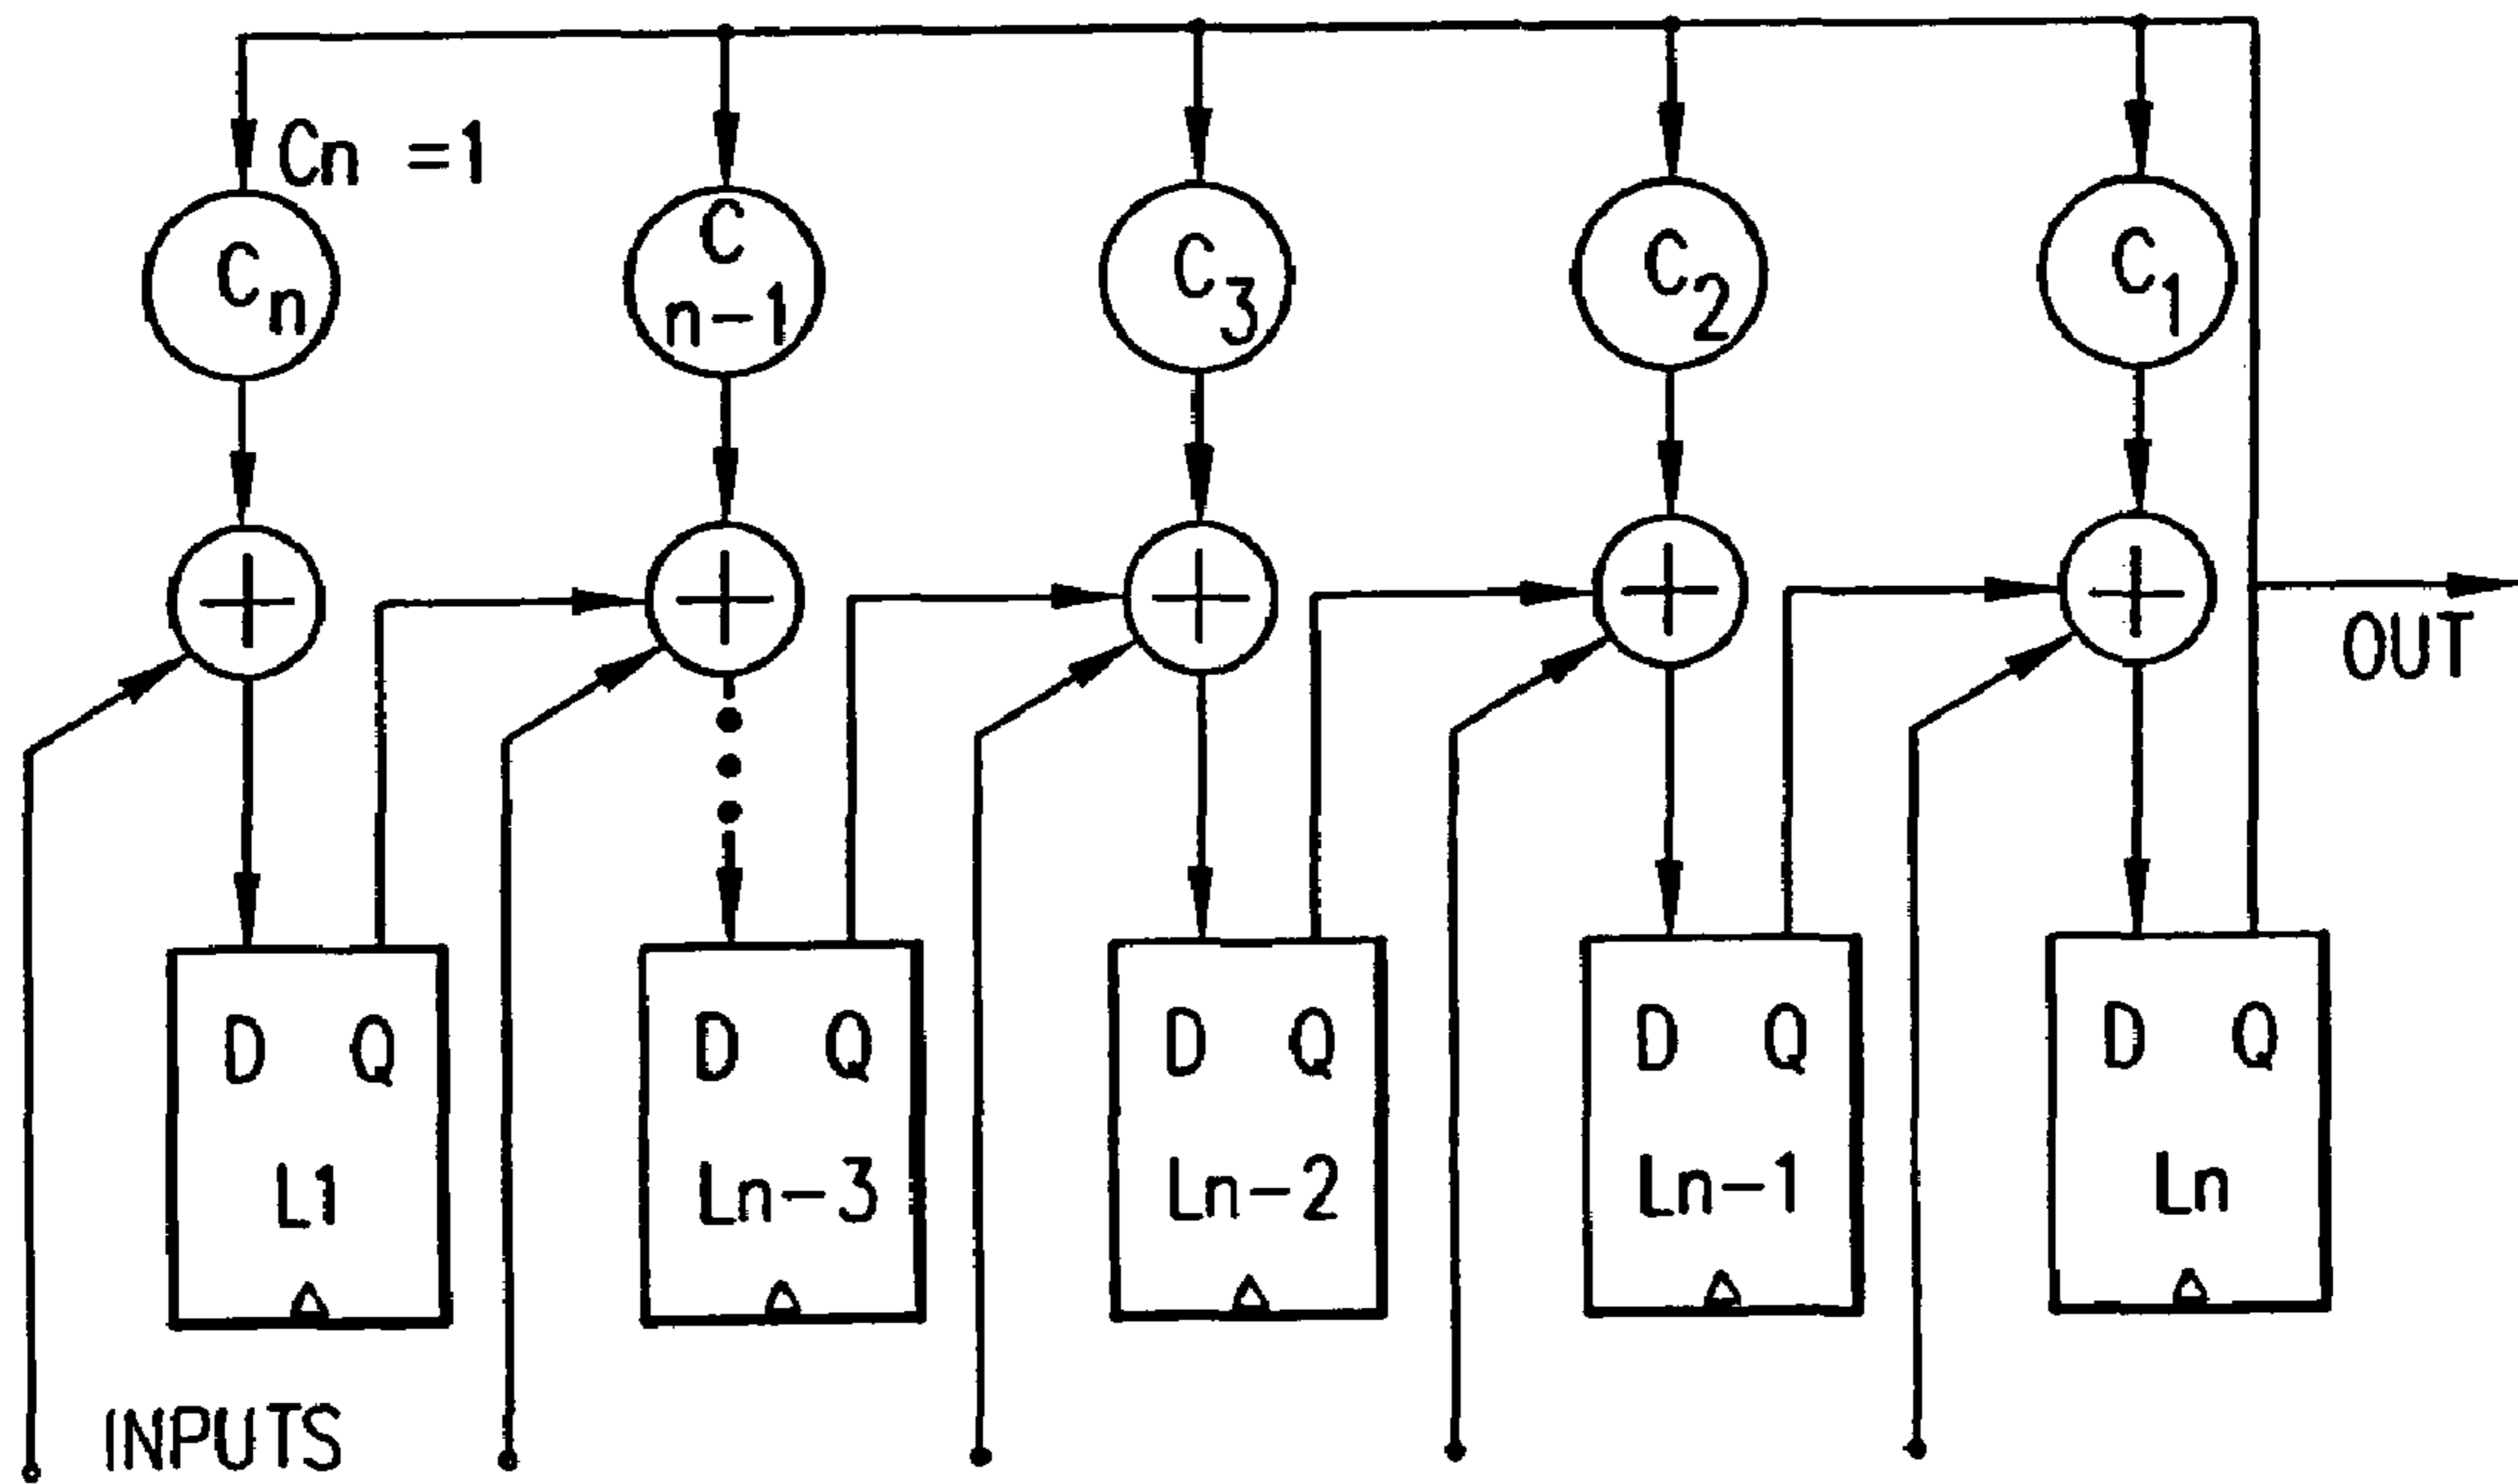 Cn =1
Cn
C n-1
C3
C2
C1
OUT
D Q
L1
D Q
Ln-3
D Q
Ln-2
D Q
Ln-1
D Q
Ln
INPUTS